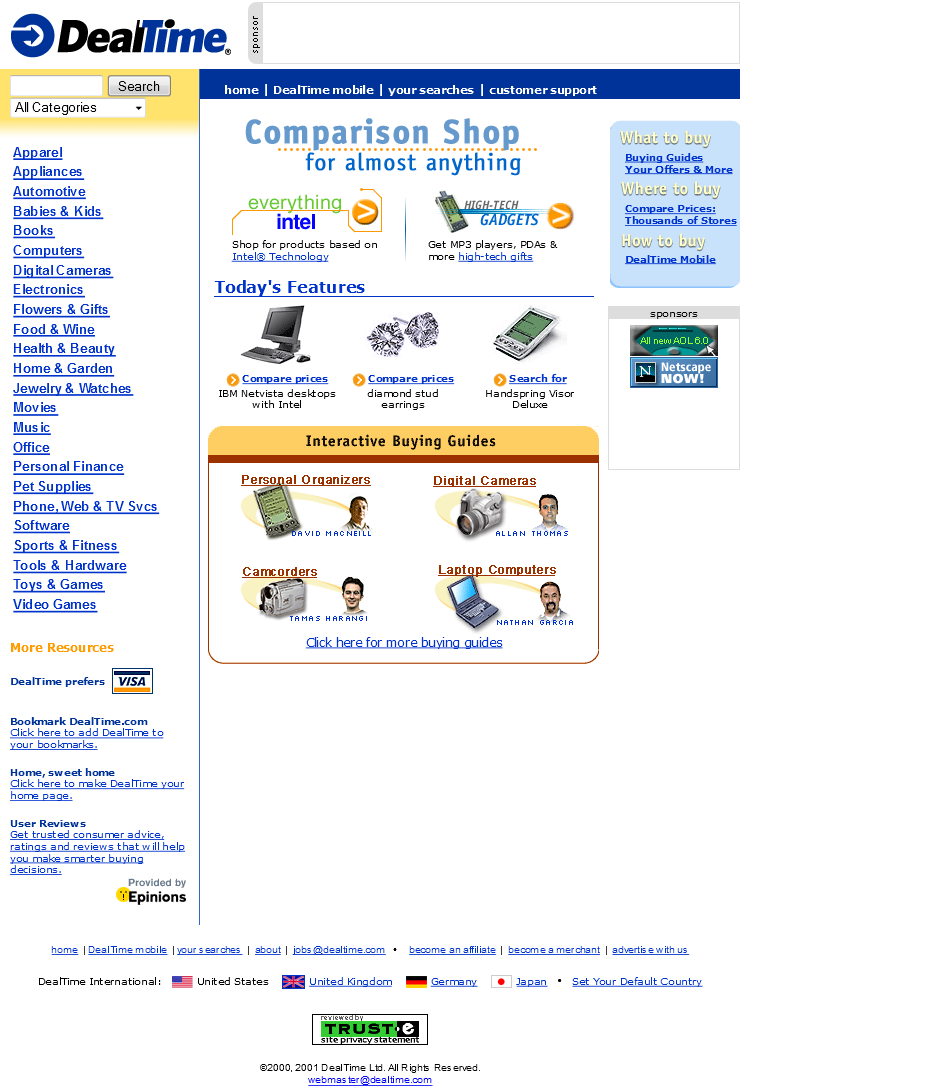 DealTime®
sponsor
Search
All Categories
home | DealTime mobile | your searches | customer support
Apparel
Appliances
Automotive
Babies & Kids
Books
Computers
Digital Cameras
Electronics
Flowers & Gifts
Food & Wine
Health & Beauty
Home & Garden
Jewelry & Watches
Movies
Music
Office
Personal Finance
Pet Supplies
Phone, Web & TV Svcs
Software
Sports & Fitness
Tools & Hardware
Toys & Games
Video Games
More Resources
DealTime prefers VISA
Bookmark DealTime.com
Click here to add DealTime to
your bookmarks.
Home, sweet home
Click here to make DealTime your
home page.
User Reviews
Get trusted consumer advice,
ratings and reviews that will help
you make smarter buying
decisions.
Provided by
Epinions
Comparison Shop
for almost anything
everything
intel
Shop for products based on
Intel® Technology
HIGH-TECH
GADGETS
Get MP3 players, PDAs &
more high-tech gifts
Today's Features
Compare prices
IBM Netvista desktops
with Intel
Compare prices
diamond stud
earrings
Search for
Handspring Visor
Deluxe
Interactive Buying Guides
Personal Organizers
DAVID MACNEILL
Digital Cameras
ALLAN THOMAS
Camcorders
TAMAS HARANGI
Laptop Computers
NATHAN GARCIA
Click here for more buying guides
What to buy
Buying Guides
Your Offers & More
Where to buy
Compare Prices:
Thousands of Stores
How to buy
DealTime Mobile
sponsors
All new AOL 6.0
N Netscape
NOW!
home | DealTime mobile | your searches | about | jobs@dealtime.com • become an affiliate | become a merchant | advertise with us
DealTime International: United States United Kingdom Germany Japan • Set Your Default Country
reviewed by
TRUST-e
site privacy statement
©2000, 2001 DealTime Ltd. All Rights Reserved.
webmaster@dealtime.com